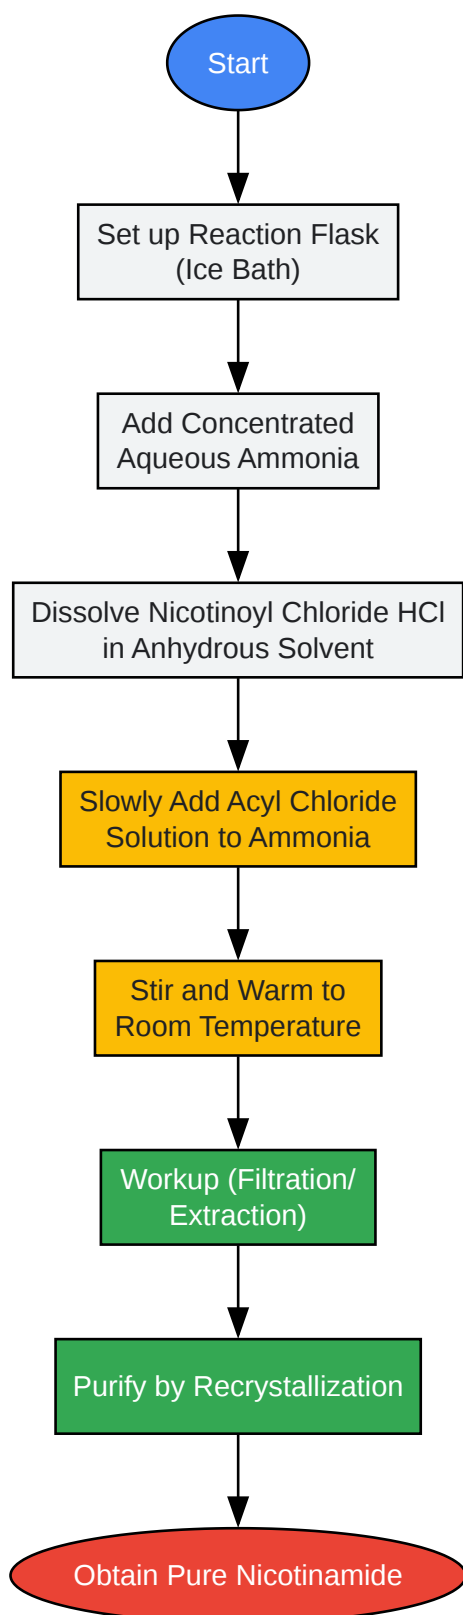 Start
Set up Reaction Flask
(Ice Bath)
Add Concentrated
Aqueous Ammonia
Dissolve Nicotinoyl Chloride HCl
in Anhydrous Solvent
Slowly Add Acyl Chloride
Solution to Ammonia
Stir and Warm to
Room Temperature
Workup (Filtration/
Extraction)
Purify by Recrystallization
Obtain Pure Nicotinamide